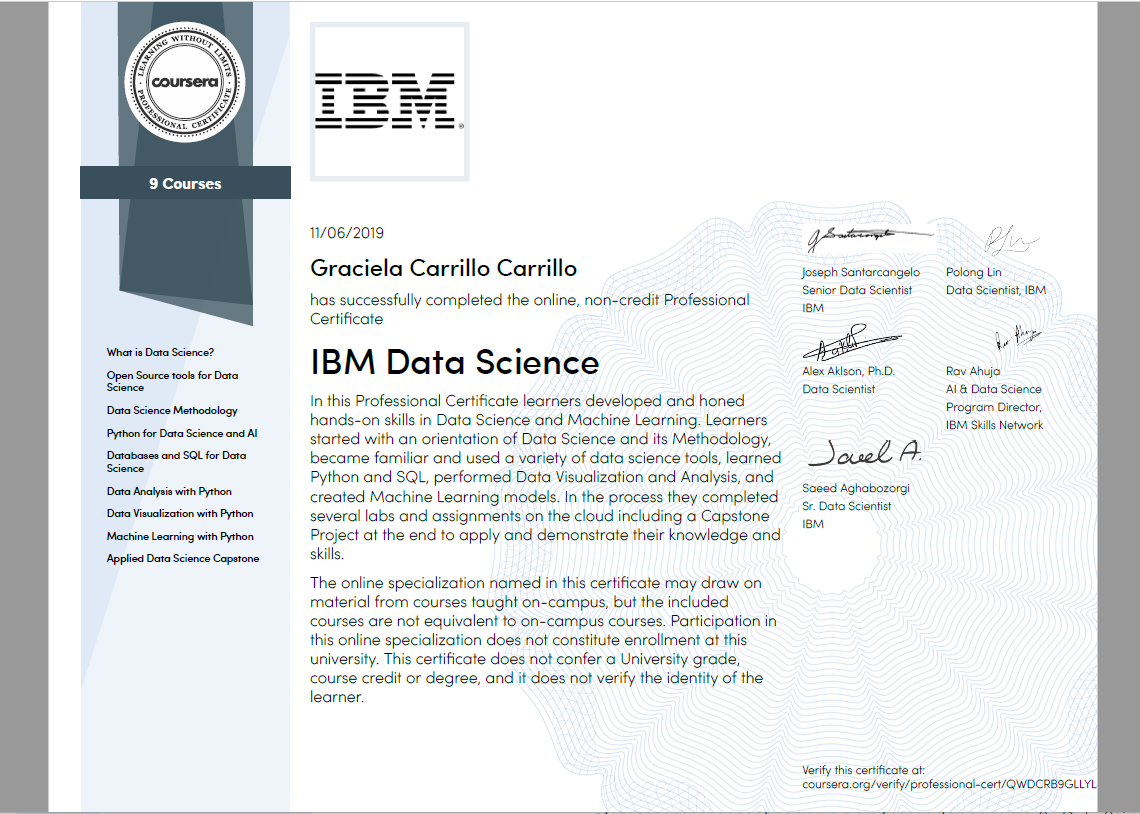 LEARNING WITHOUT LIMITS
coursera
PROFESSIONAL CERTIFICATE
9 Courses
What is Data Science?
Open Source tools for Data
Science
Data Science Methodology
Python for Data Science and AI
Databases and SQL for Data
Science
Data Analysis with Python
Data Visualization with Python
Machine Learning with Python
Applied Data Science Capstone
IBM®
11/06/2019
Graciela Carrillo Carrillo
has successfully completed the online, non-credit Professional
Certificate
IBM Data Science
In this Professional Certificate learners developed and honed
hands-on skills in Data Science and Machine Learning. Learners
started with an orientation of Data Science and its Methodology,
became familiar and used a variety of data science tools, learned
Python and SQL, performed Data Visualization and Analysis, and
created Machine Learning models. In the process they completed
several labs and assignments on the cloud including a Capstone
Project at the end to apply and demonstrate their knowledge and
skills.
The online specialization named in this certificate may draw on
material from courses taught on-campus, but the included
courses are not equivalent to on-campus courses. Participation in
this online specialization does not constitute enrollment at this
university. This certificate does not confer a University grade,
course credit or degree, and it does not verify the identity of the
learner.
Joseph Santarcangelo
Senior Data Scientist
IBM
Polong Lin
Data Scientist, IBM
Alex Aklson, Ph.D.
Data Scientist
Rav Ahuja
AI & Data Science
Program Director,
IBM Skills Network
Saeed Aghabozorgi
Sr. Data Scientist
IBM
Verify this certificate at:
coursera.org/verify/professional-cert/QWDCRB9GLLYL